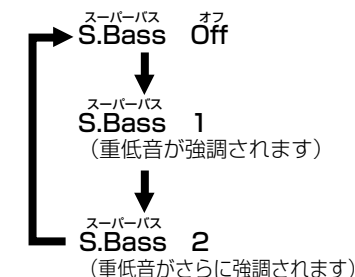 スーパーバス オフ
S.Bass Off
スーパーバス
S.Bass 1
（重低音が強調されます）
スーパーバス
S.Bass 2
（重低音がさらに強調されます）